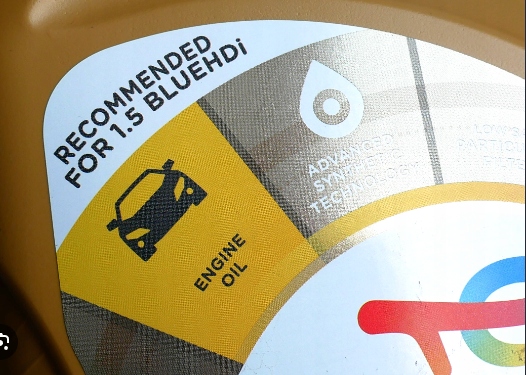 RECOMMENDED
FOR 1.5 BLUEHDi
ENGINE
OIL
ADVANCED
SYNTHETIC
TECHNOLOGY